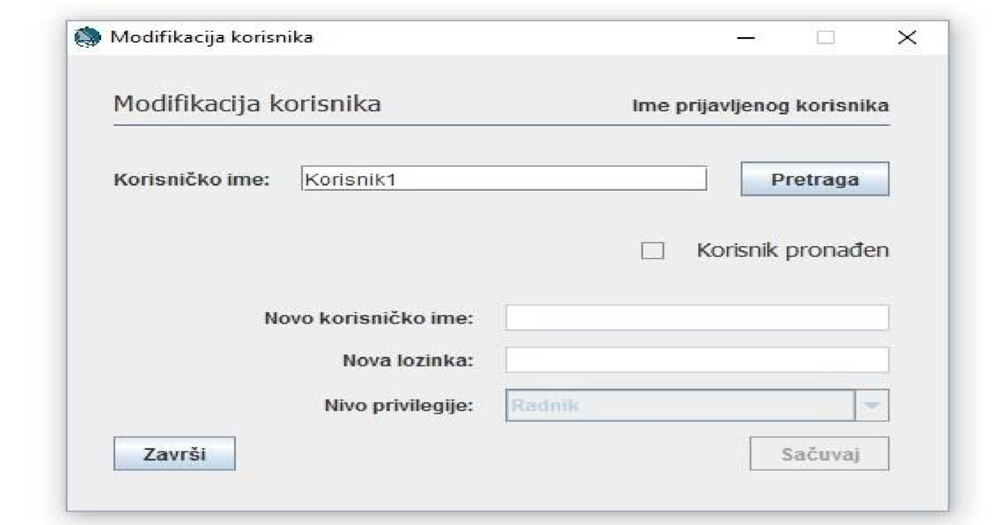 Modifikacija korisnika
Modifikacija korisnika Ime prijavljenog korisnika
Korisničko ime: Korisnik1 Pretraga
Korisnik pronađen
Novo korisničko ime:
Nova lozinka:
Nivo privilegije: Radnik
Završi Sačuvaj